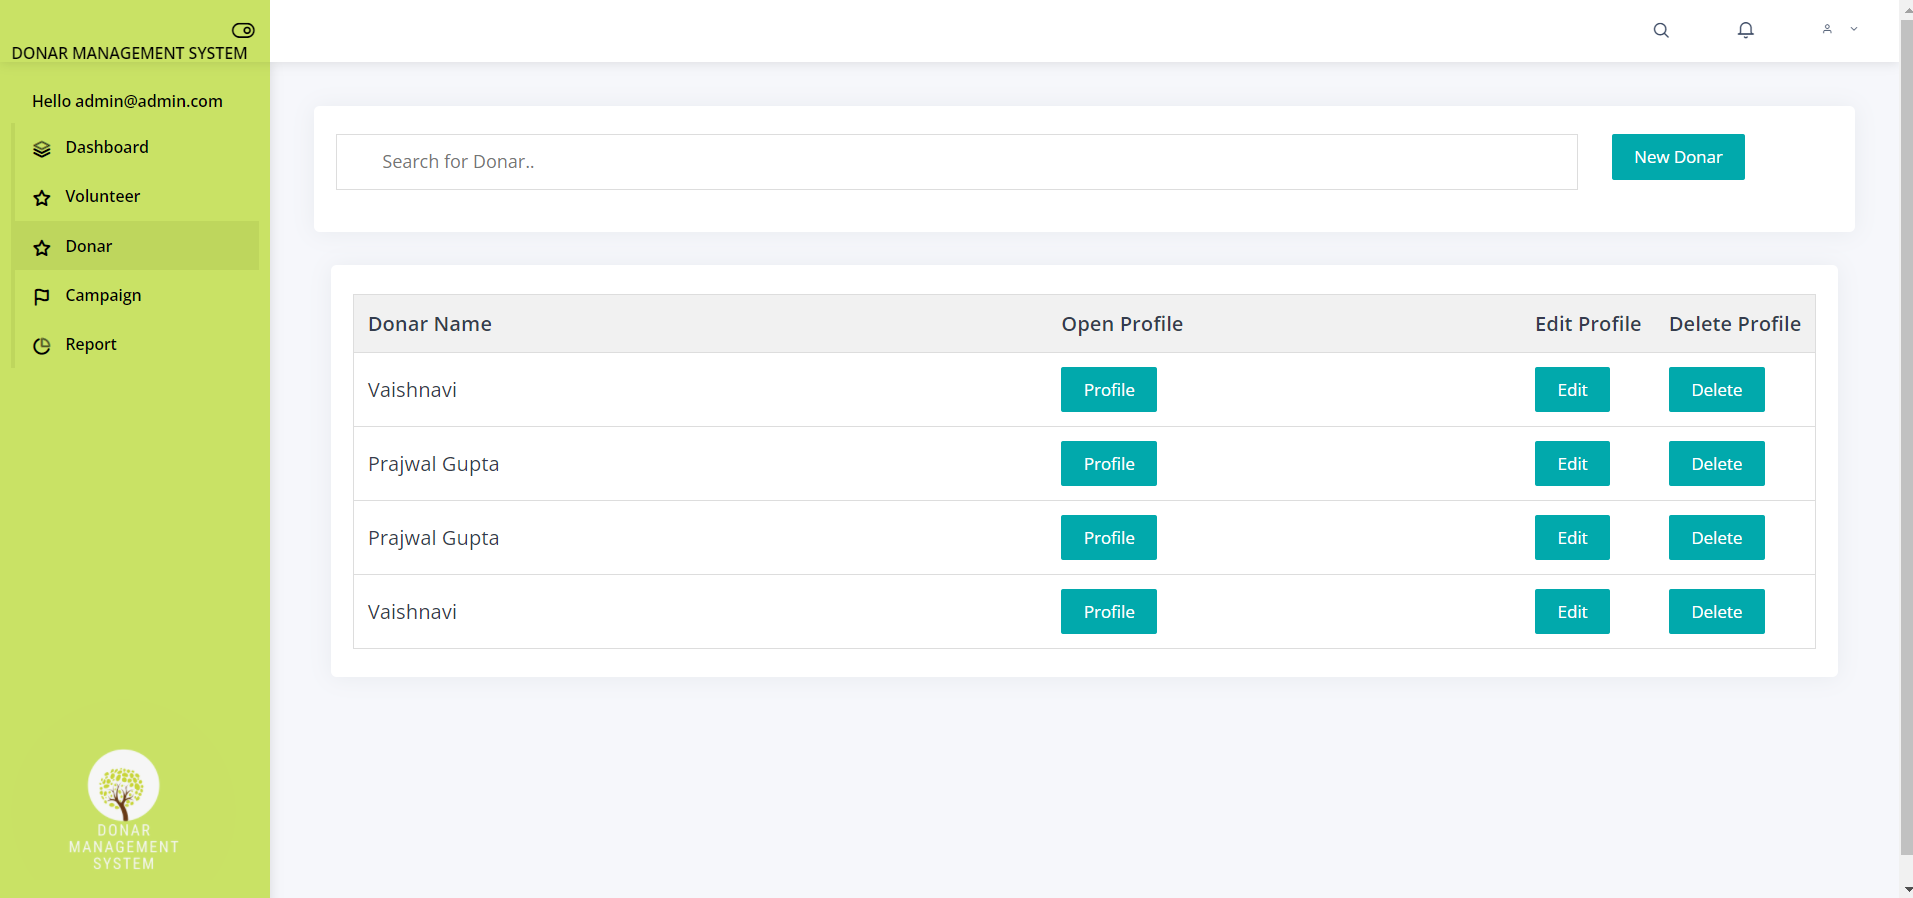 DONAR MANAGEMENT SYSTEM
Hello admin@admin.com
Dashboard
Volunteer
Donar
Campaign
Report
DONAR
MANAGEMENT
SYSTEM
Search for Donar..
New Donar
Donar Name Open Profile Edit Profile Delete Profile
Vaishnavi Profile Edit Delete
Prajwal Gupta Profile Edit Delete
Prajwal Gupta Profile Edit Delete
Vaishnavi Profile Edit Delete